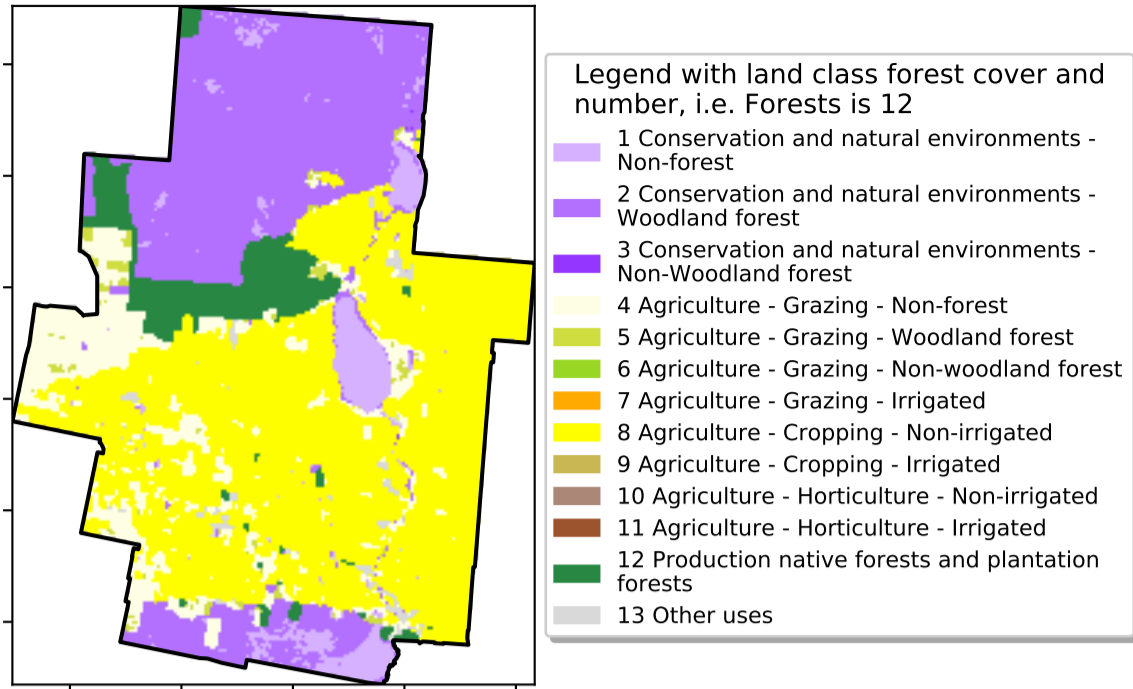 Legend with land class forest cover and
number, i.e. Forests is 12
1 Conservation and natural environments -
Non-forest
2 Conservation and natural environments -
Woodland forest
3 Conservation and natural environments -
Non-Woodland forest
4 Agriculture - Grazing - Non-forest
5 Agriculture - Grazing - Woodland forest
6 Agriculture - Grazing - Non-woodland forest
7 Agriculture - Grazing - Irrigated
8 Agriculture - Cropping - Non-irrigated
9 Agriculture - Cropping - Irrigated
10 Agriculture - Horticulture - Non-irrigated
11 Agriculture - Horticulture - Irrigated
12 Production native forests and plantation
forests
13 Other uses